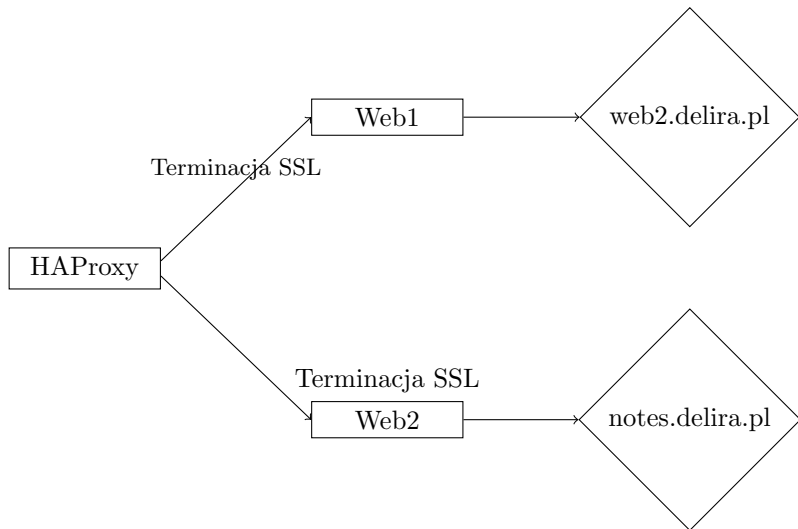 Web1
web2.delira.pl
Terminacja SSL
HAProxy
Terminacja SSL
Web2
notes.delira.pl